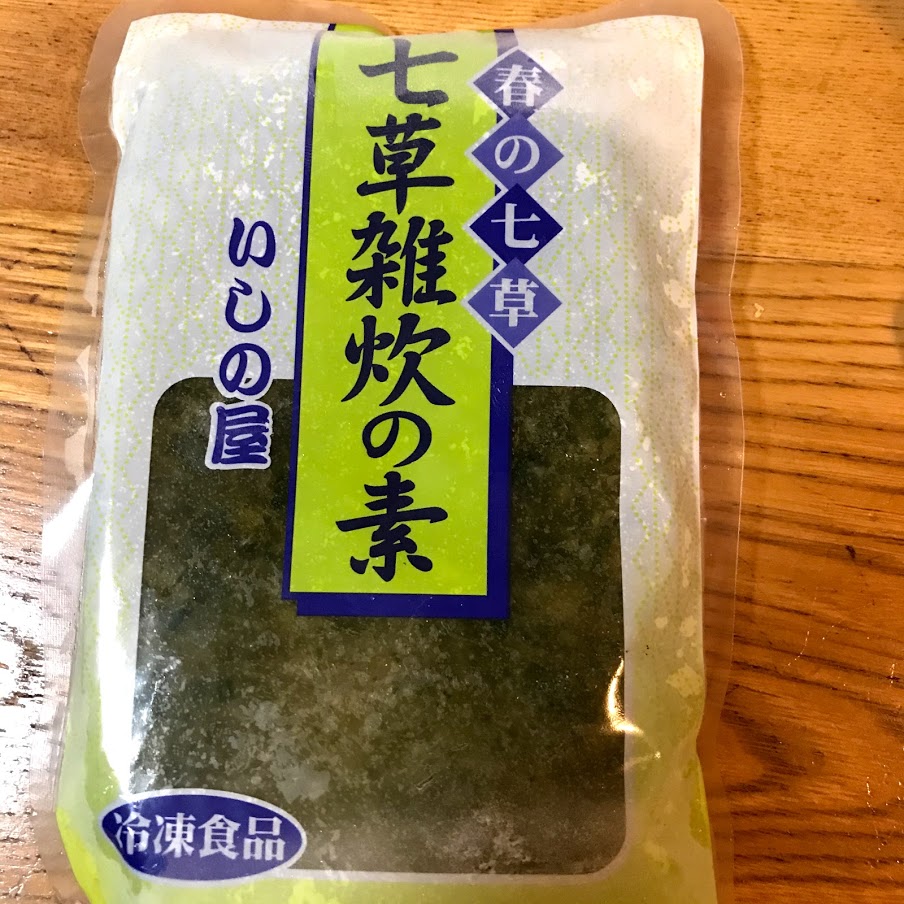 春の七草
七草雑炊の素
いしの屋
冷凍食品